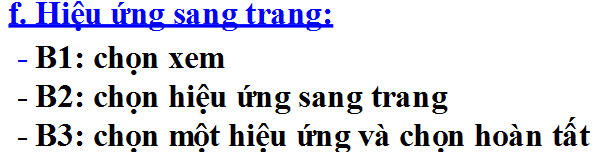 f. Hiệu ứng sang trang:
- B1: chọn xem
- B2: chọn hiệu ứng sang trang
- B3: chọn một hiệu ứng và chọn hoàn tất